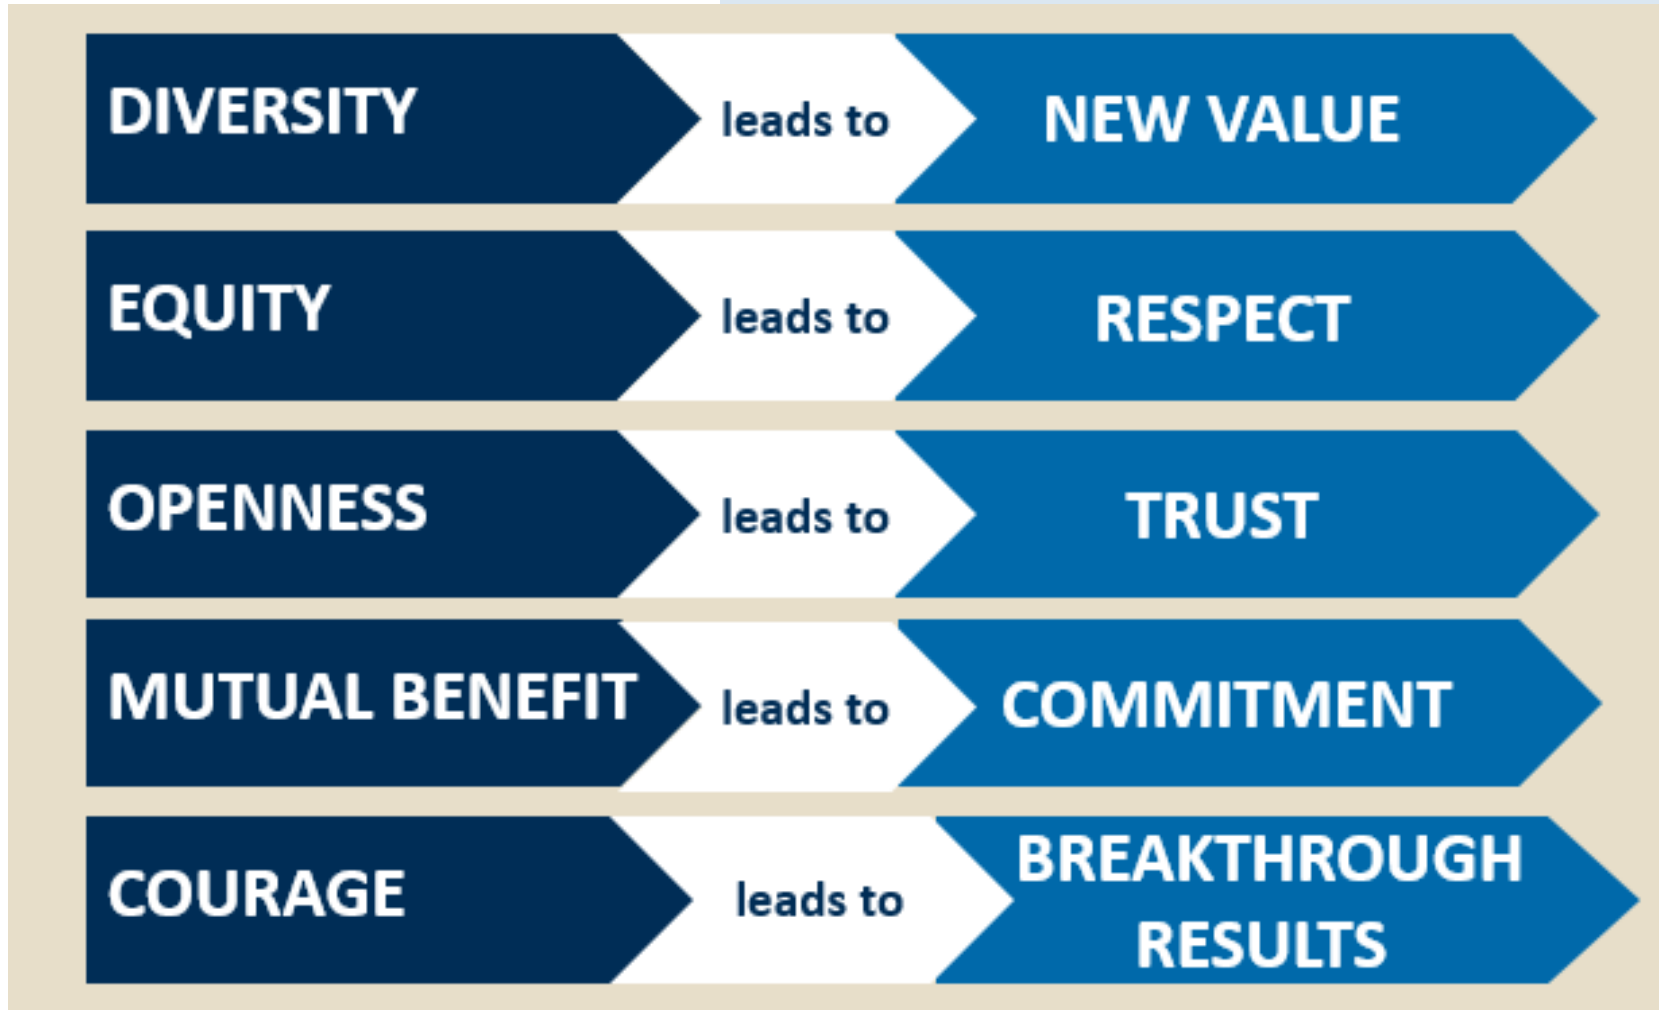 DIVERSITY leads to NEW VALUE
EQUITY leads to RESPECT
OPENNESS leads to TRUST
MUTUAL BENEFIT leads to COMMITMENT
COURAGE leads to BREAKTHROUGH
RESULTS